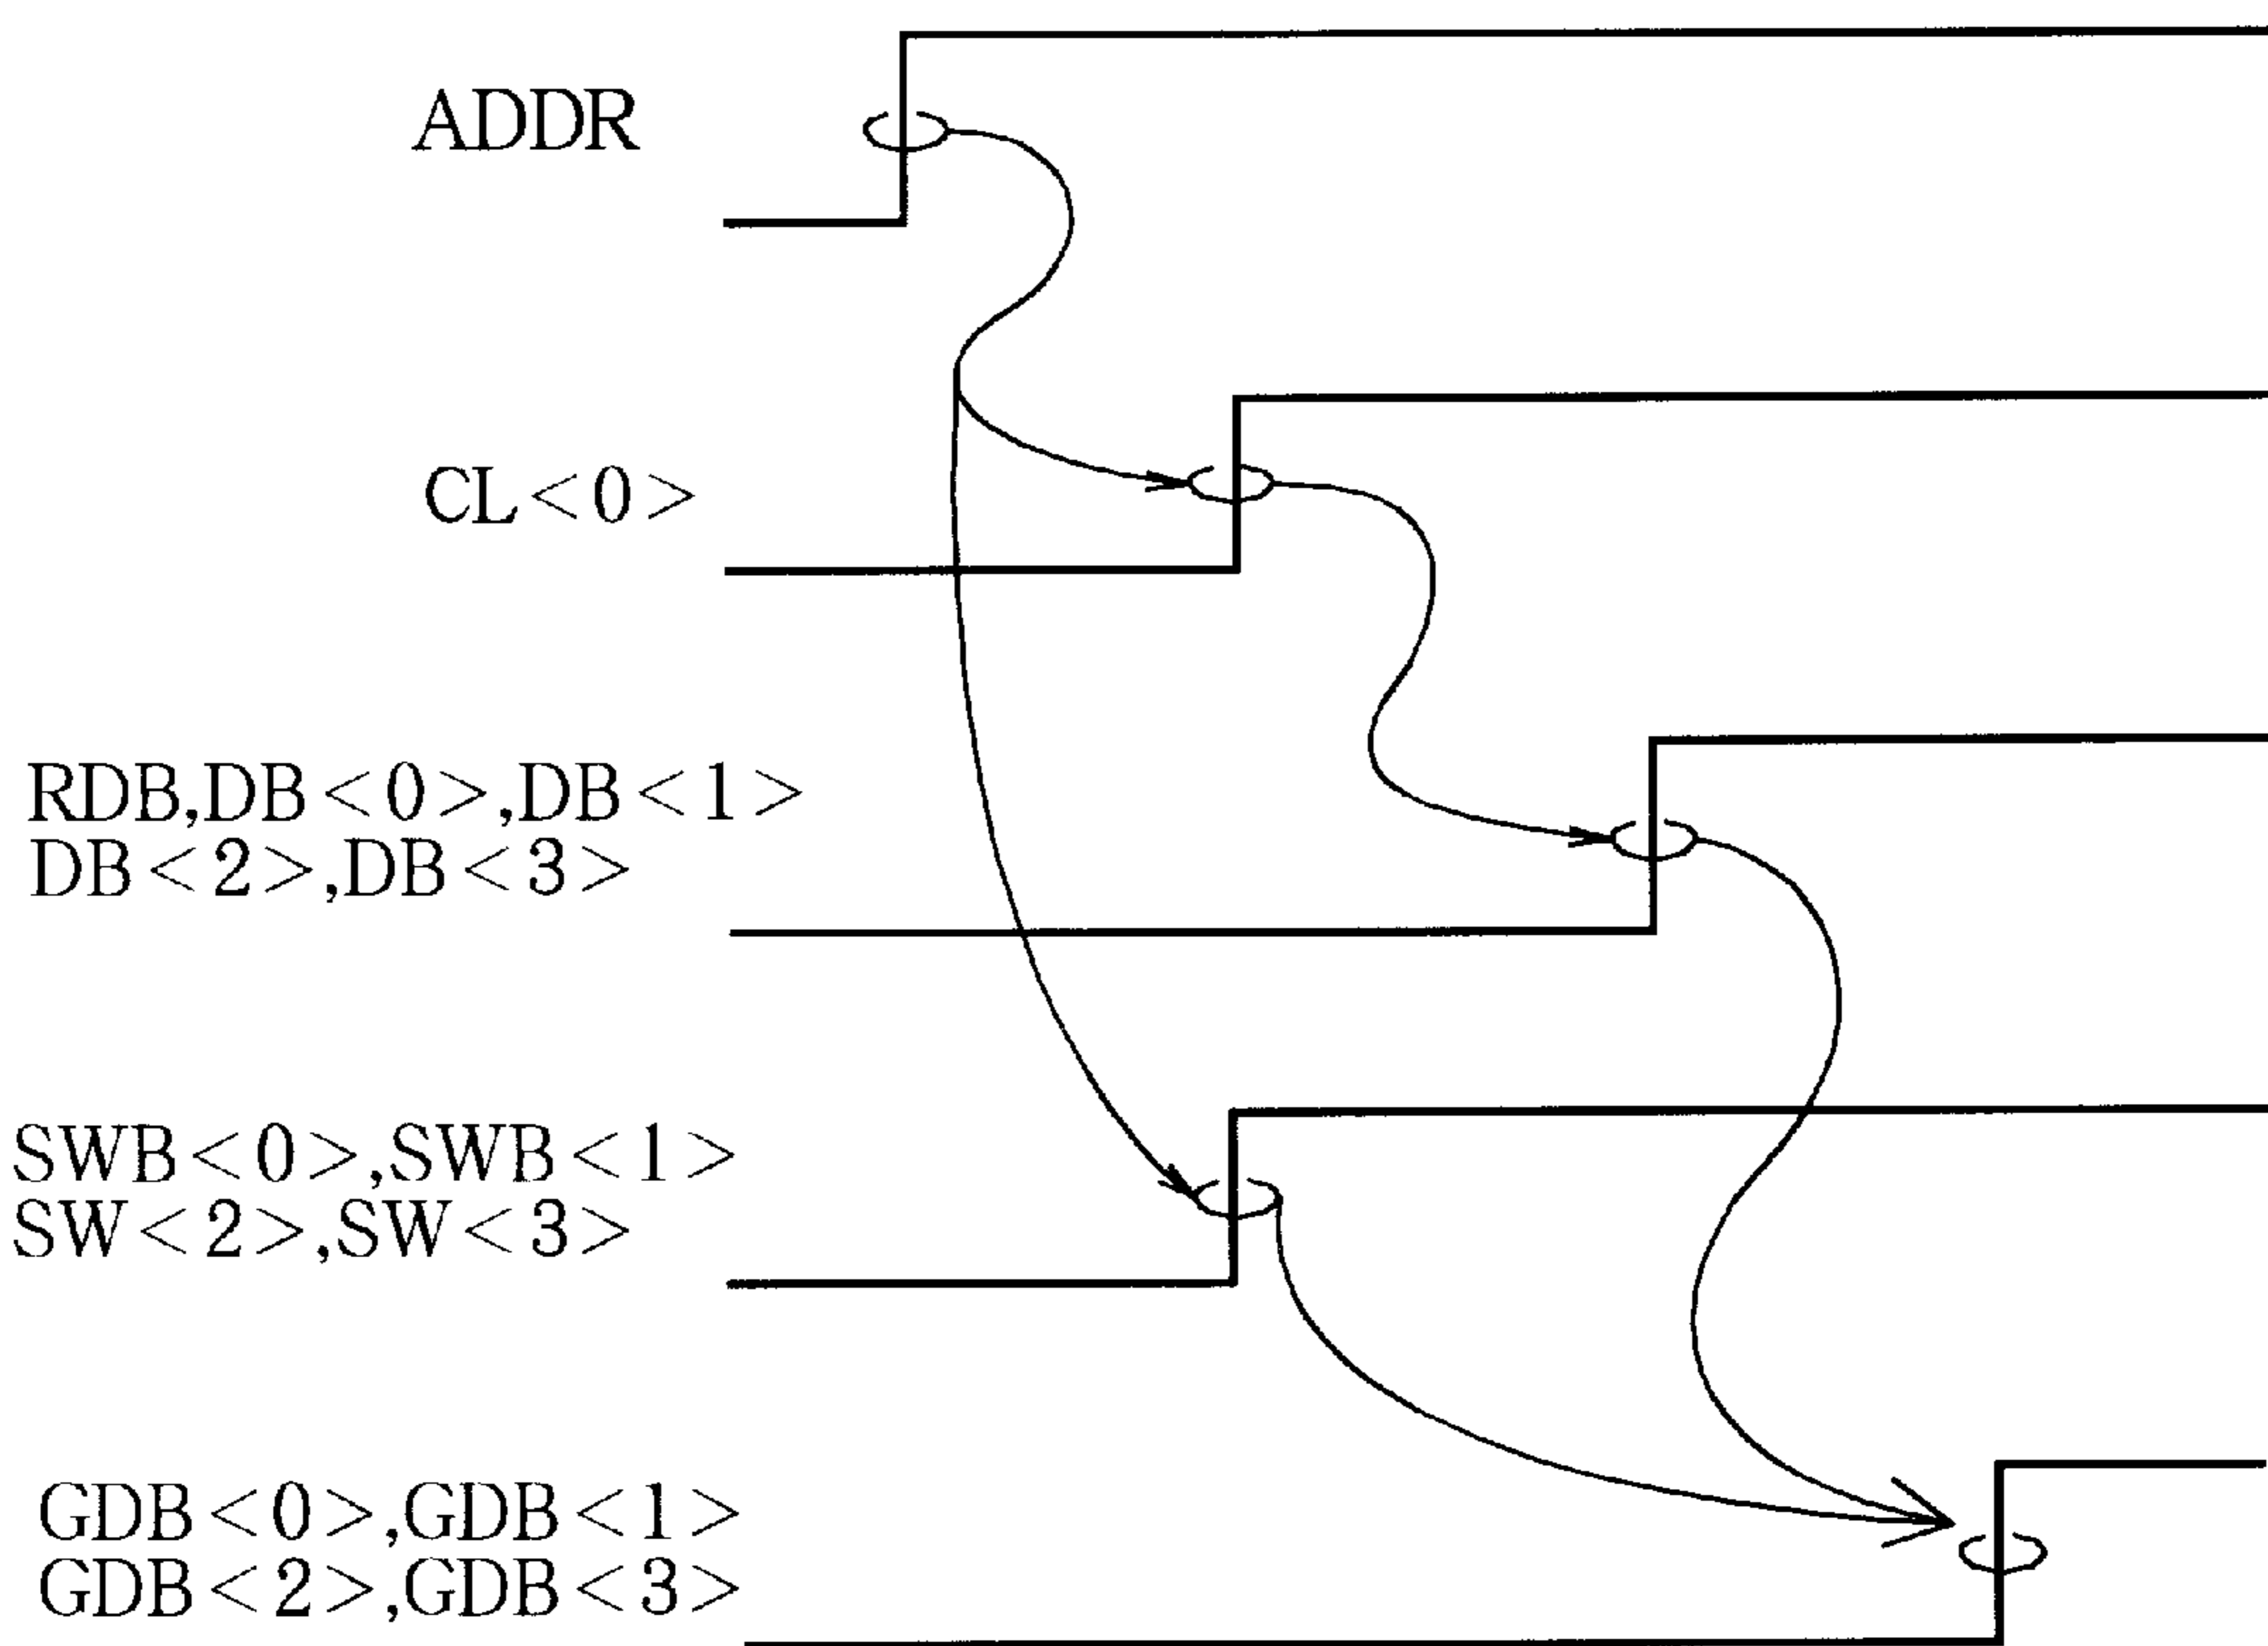 ADDR
CL<0>
RDB,DB<0>,DB<1>
DB<2>,DB<3>
SWB<0>,SWB<1>
SW<2>,SW<3>
GDB<0>,GDB<1>
GDB<2>,GDB<3>